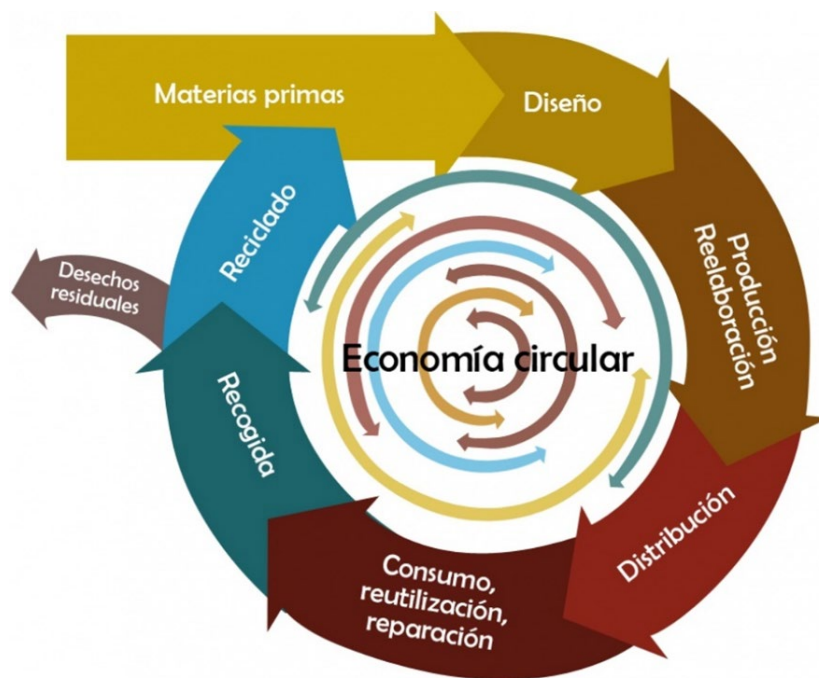 Materias primas
Diseño
Producción
Reelaboración
Distribución
Consumo,
reutilización,
reparación
Recogida
Reciclado
Desechos
residuales
Economía circular